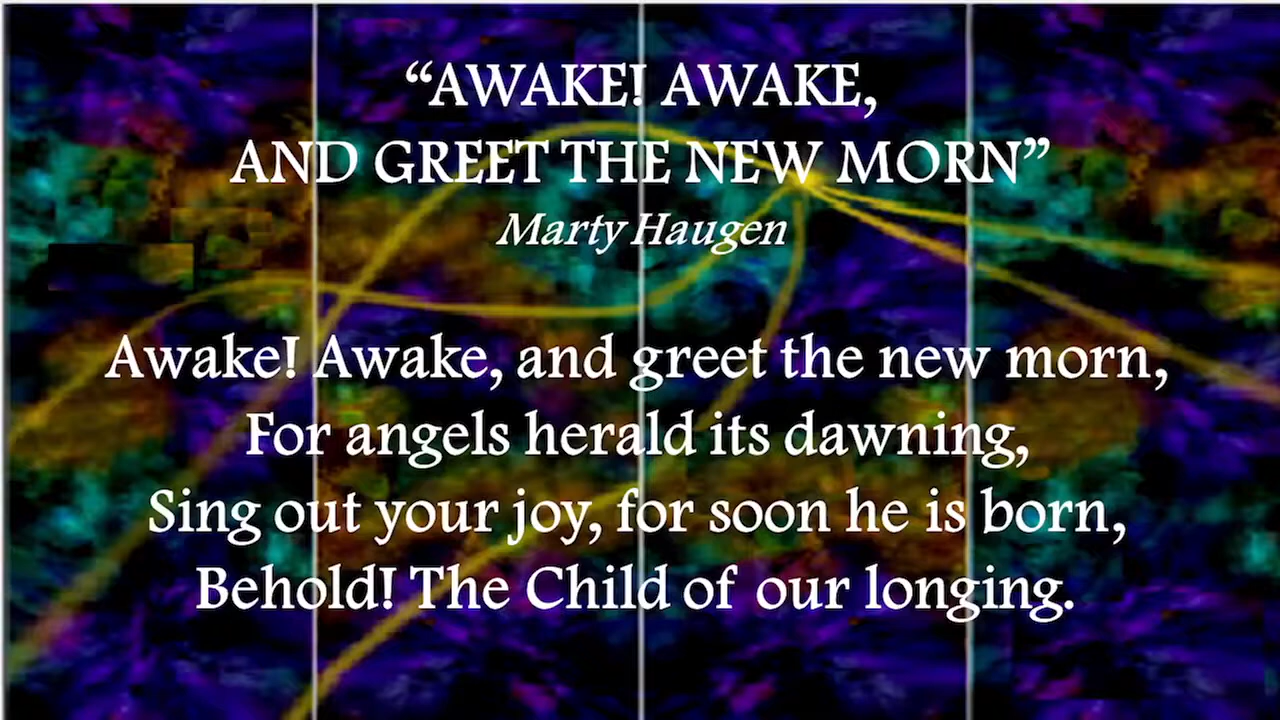 “AWAKE! AWAKE,
AND GREET THE NEW MORN”
Marty Haugen
Awake! Awake, and greet the new morn,
For angels herald its dawning,
Sing out your joy, for soon he is born,
Behold! The Child of our longing.